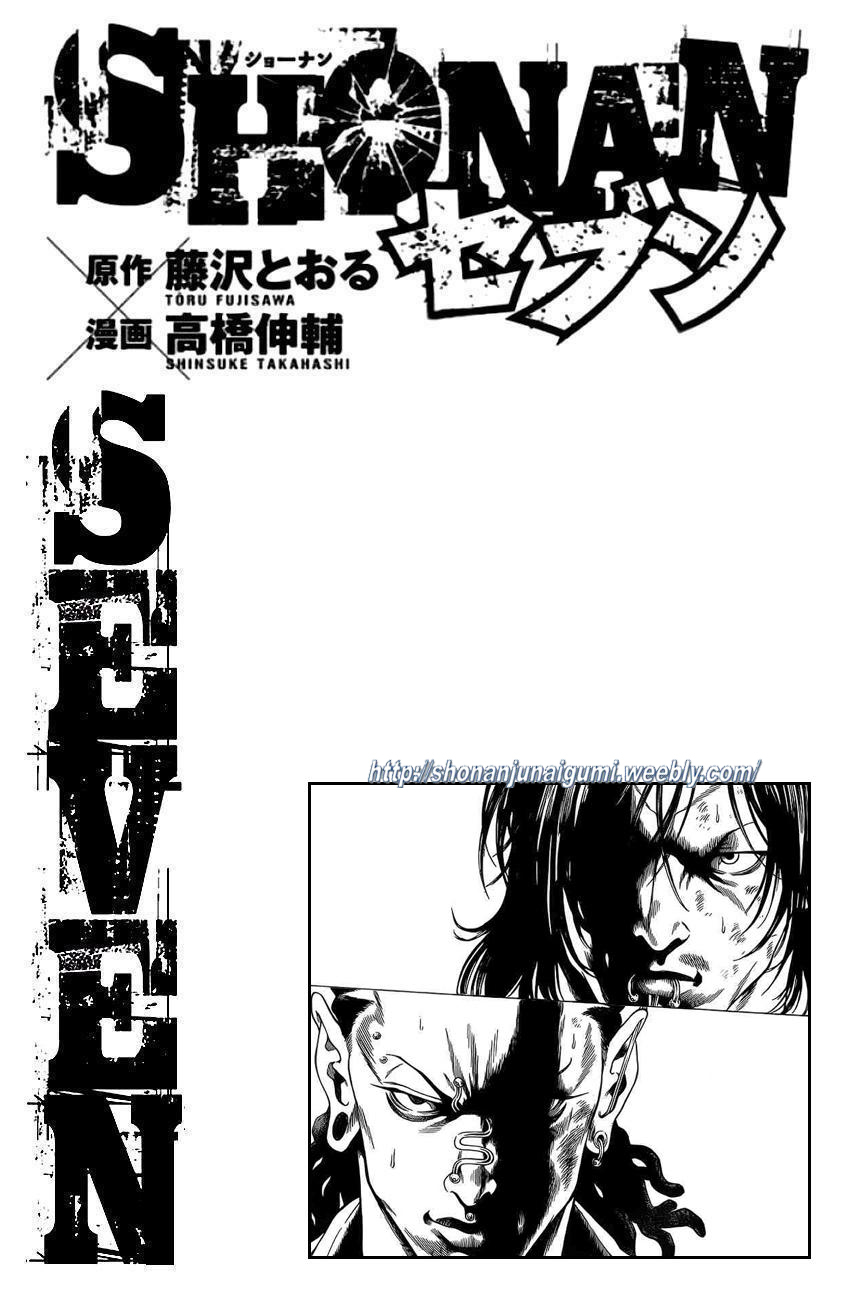 ショーナン
SHONAN
セブン
原作 藤沢とおる
TORU FUJISAWA
漫画 高橋伸輔
SHINSUKE TAKAHASHI
SEVEN
http://shonanjunaigumi.weebly.com/